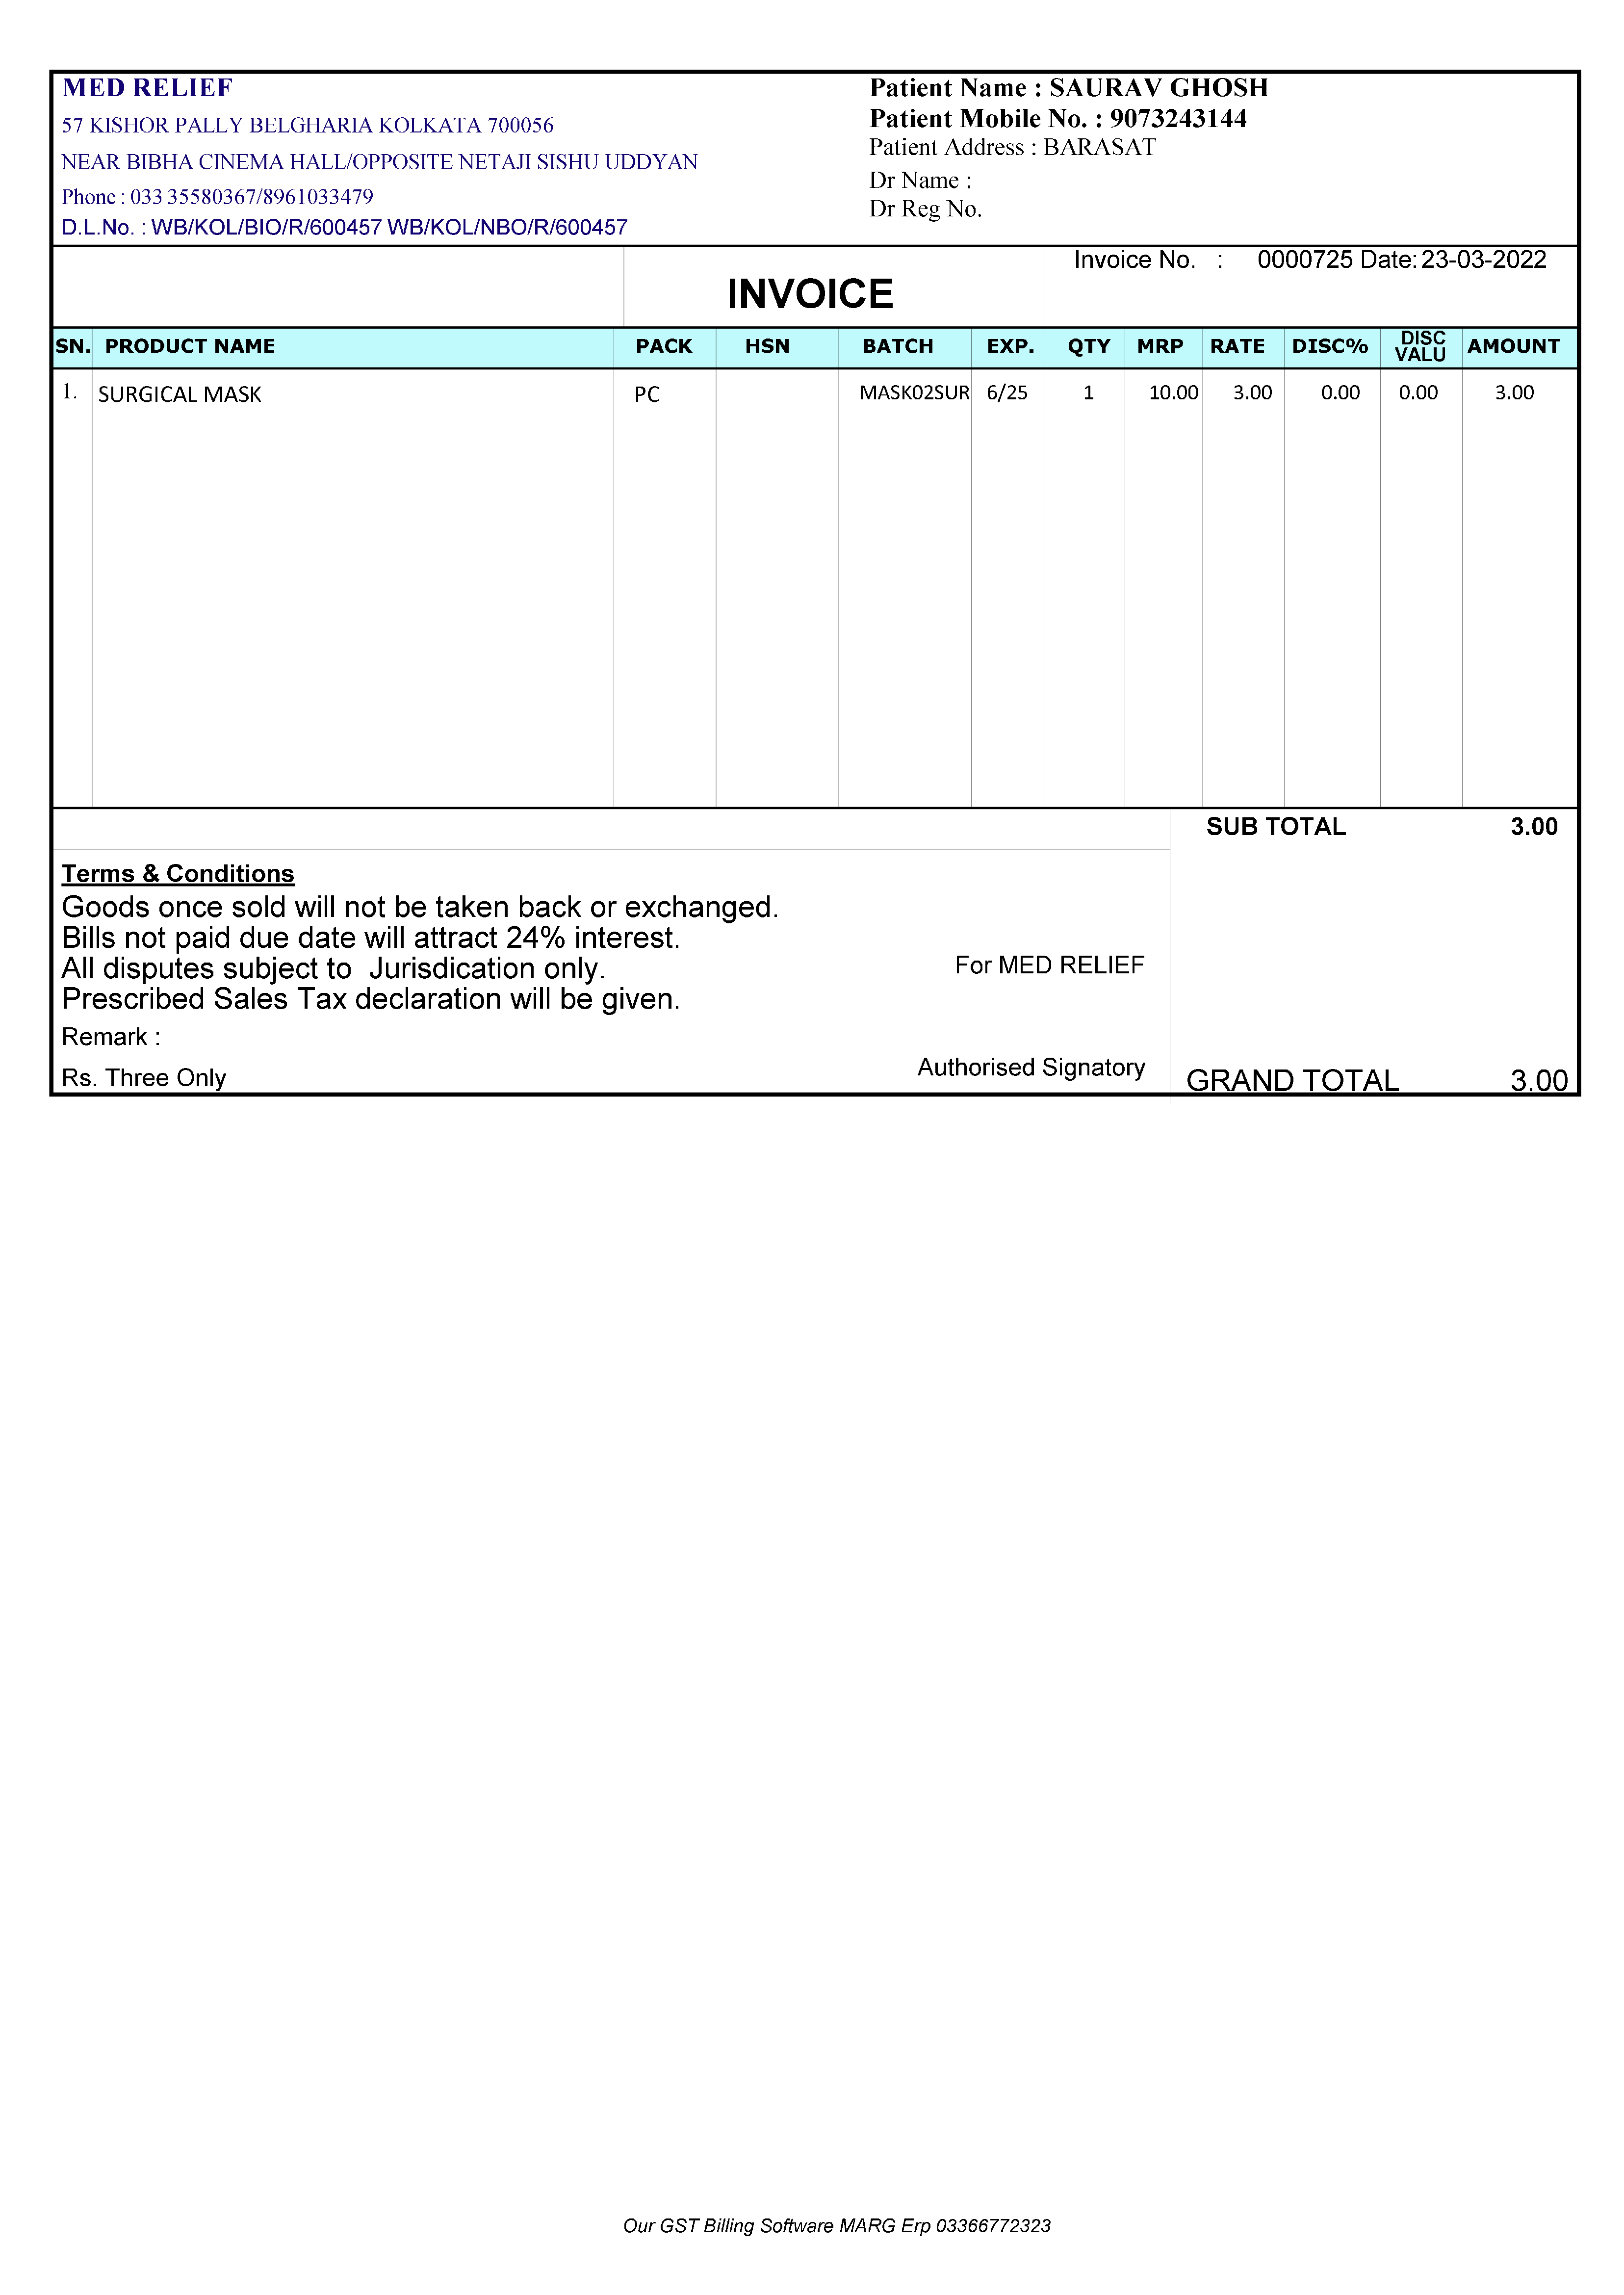 MED RELIEF
57 KISHOR PALLY BELGHARIA KOLKATA 700056
NEAR BIBHA CINEMA HALL/OPPOSITE NETAJI SISHU UDDYAN
Phone : 033 35580367/8961033479
D.L.No. : WB/KOL/BIO/R/600457 WB/KOL/NBO/R/600457
Patient Name : SAURAV GHOSH
Patient Mobile No. : 9073243144
Patient Address : BARASAT
Dr Name :
Dr Reg No.
INVOICE
Invoice No. : 0000725 Date: 23-03-2022
SN. PRODUCT NAME PACK HSN BATCH EXP. QTY MRP RATE DISC% DISC VALU AMOUNT
1. SURGICAL MASK PC MASK02SUR 6/25 1 10.00 3.00 0.00 0.00 3.00
SUB TOTAL 3.00
Terms & Conditions
Goods once sold will not be taken back or exchanged.
Bills not paid due date will attract 24% interest.
All disputes subject to Jurisdication only.
Prescribed Sales Tax declaration will be given.
For MED RELIEF
Remark :
Rs. Three Only
Authorised Signatory
GRAND TOTAL 3.00
Our GST Billing Software MARG Erp 03366772323